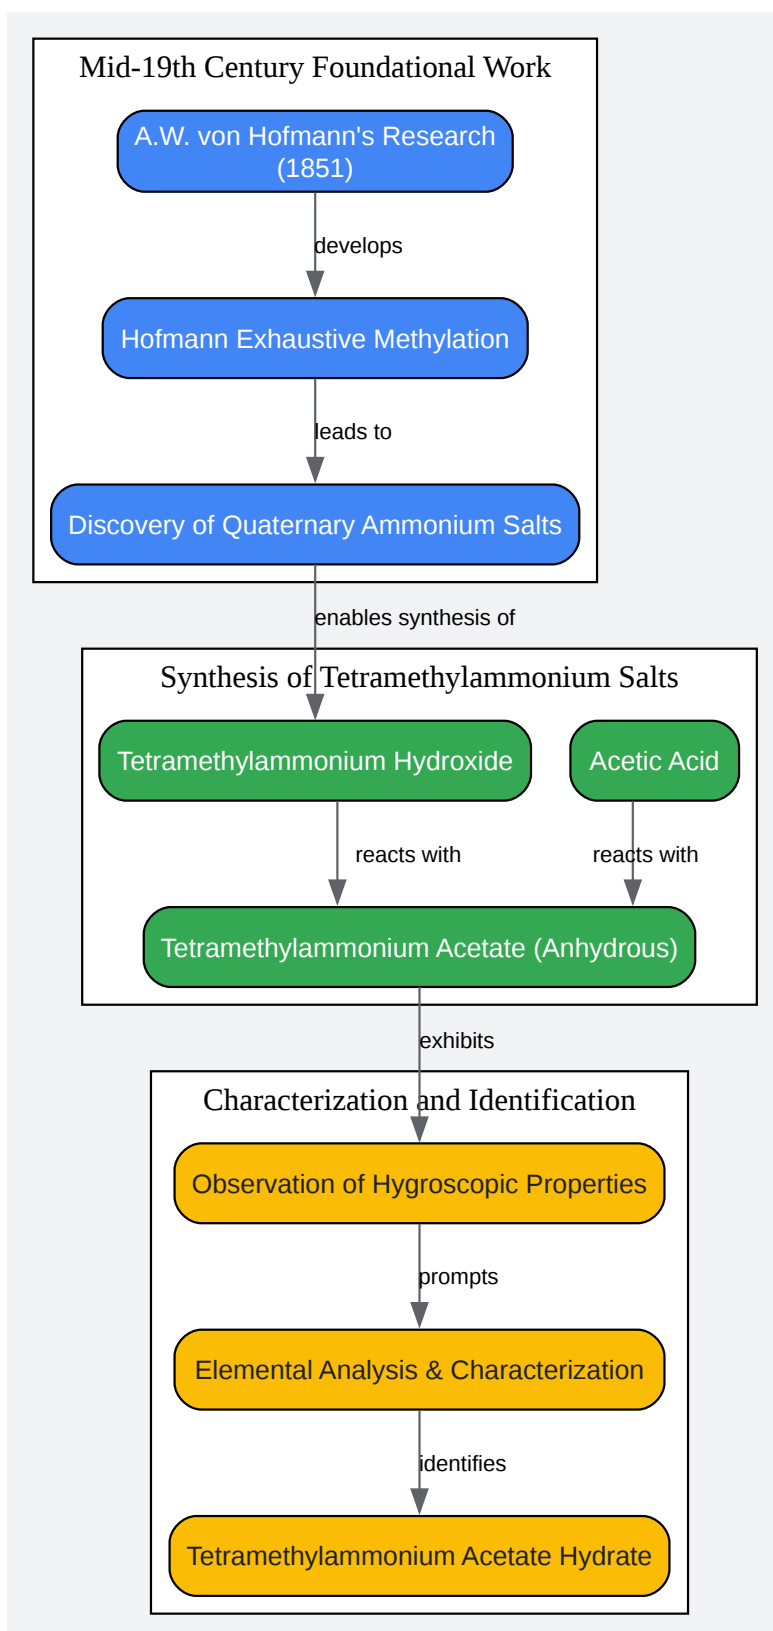 Mid-19th Century Foundational Work
A.W. von Hofmann's Research
(1851)
develops
Hofmann Exhaustive Methylation
leads to
Discovery of Quaternary Ammonium Salts
enables synthesis of
Synthesis of Tetramethylammonium Salts
Tetramethylammonium Hydroxide
Acetic Acid
reacts with
reacts with
Tetramethylammonium Acetate (Anhydrous)
exhibits
Characterization and Identification
Observation of Hygroscopic Properties
prompts
Elemental Analysis & Characterization
identifies
Tetramethylammonium Acetate Hydrate